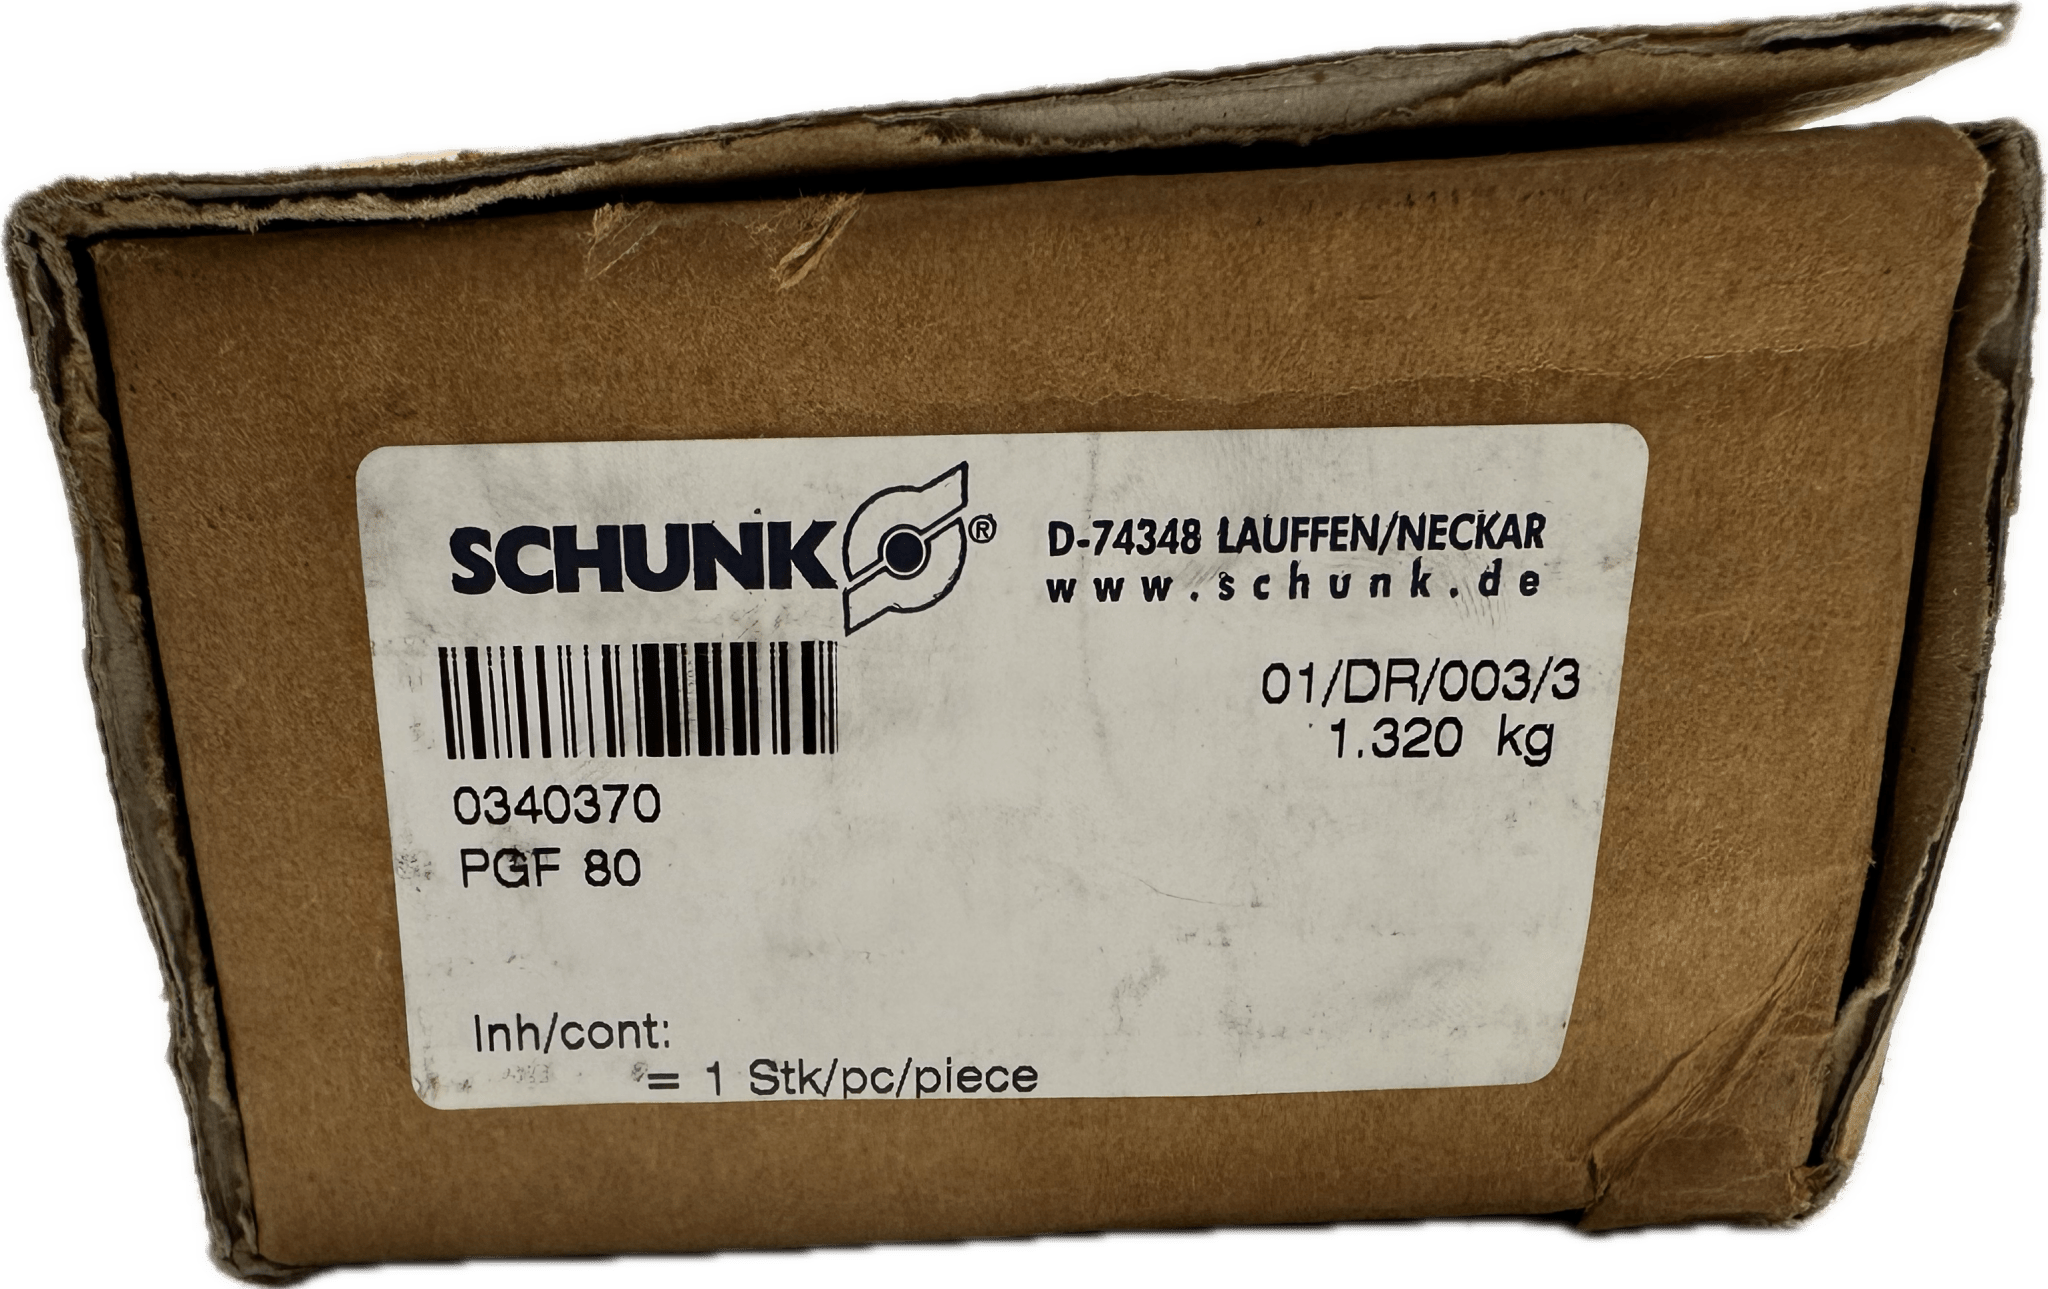 SCHUNK ® D-74348 LAUFFEN/NECKAR
www.schunk.de
01/DR/003/3
1.320 kg
0340370
PGF 80
Inh/cont:
= 1 Stk/pc/piece